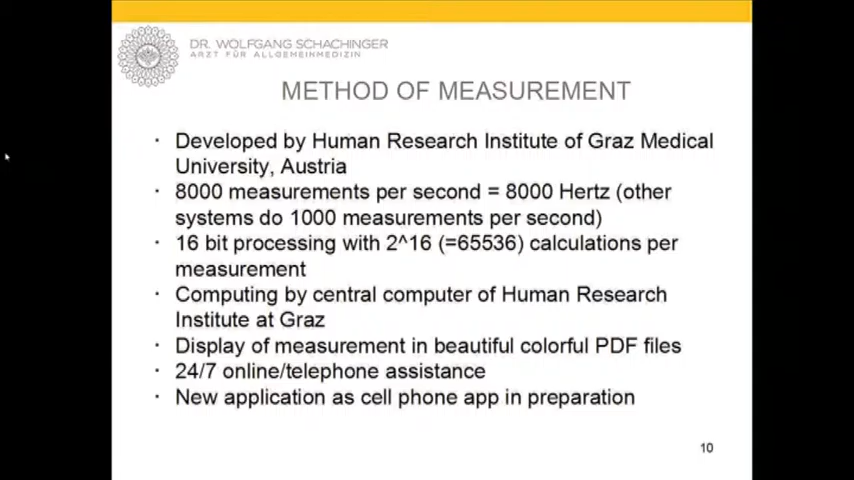 DR. WOLFGANG SCHACHINGER
ARZT FÜR ALLGEMEINMEDIZIN
METHOD OF MEASUREMENT
· Developed by Human Research Institute of Graz Medical
University, Austria
· 8000 measurements per second = 8000 Hertz (other
systems do 1000 measurements per second)
· 16 bit processing with 2^16 (=65536) calculations per
measurement
· Computing by central computer of Human Research
Institute at Graz
· Display of measurement in beautiful colorful PDF files
· 24/7 online/telephone assistance
· New application as cell phone app in preparation
10